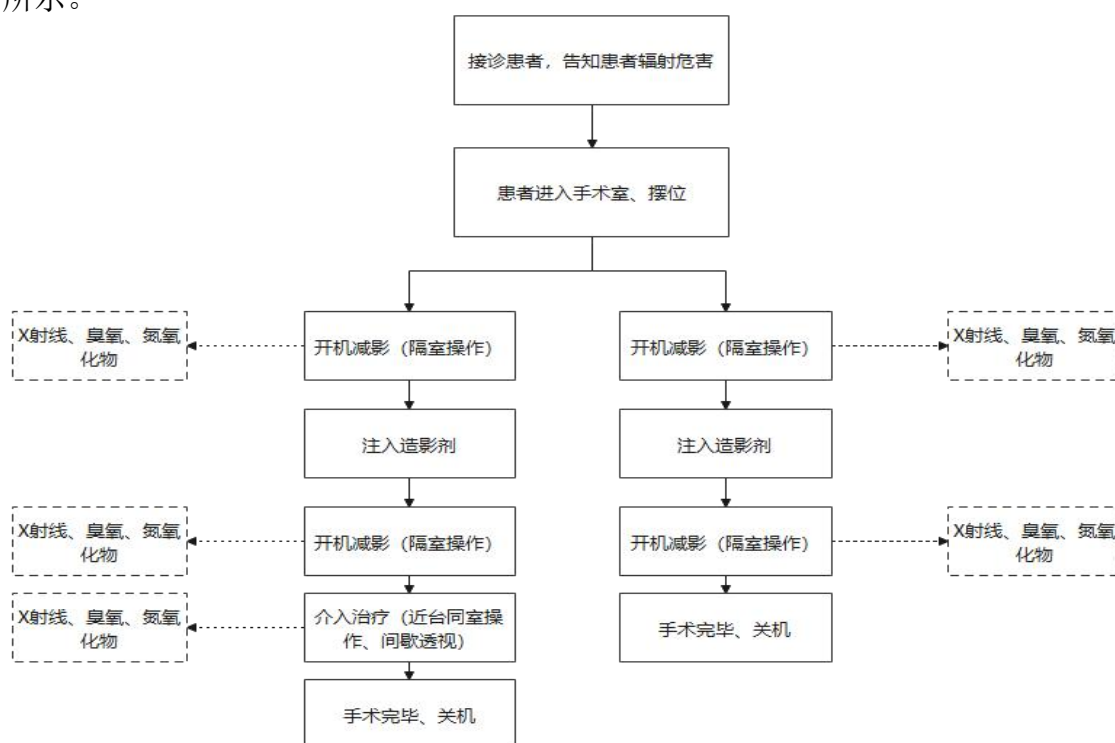 所示。
接诊患者，告知患者辐射危害
患者进入手术室、摆位
X射线、臭氧、氮氧
化物
开机减影（隔室操作）
开机减影（隔室操作）
X射线、臭氧、氮氧
化物
注入造影剂
注入造影剂
X射线、臭氧、氮氧
化物
开机减影（隔室操作）
开机减影（隔室操作）
X射线、臭氧、氮氧
化物
X射线、臭氧、氮氧
化物
介入治疗（近台同室操
作、间歇透视）
手术完毕、关机
手术完毕、关机